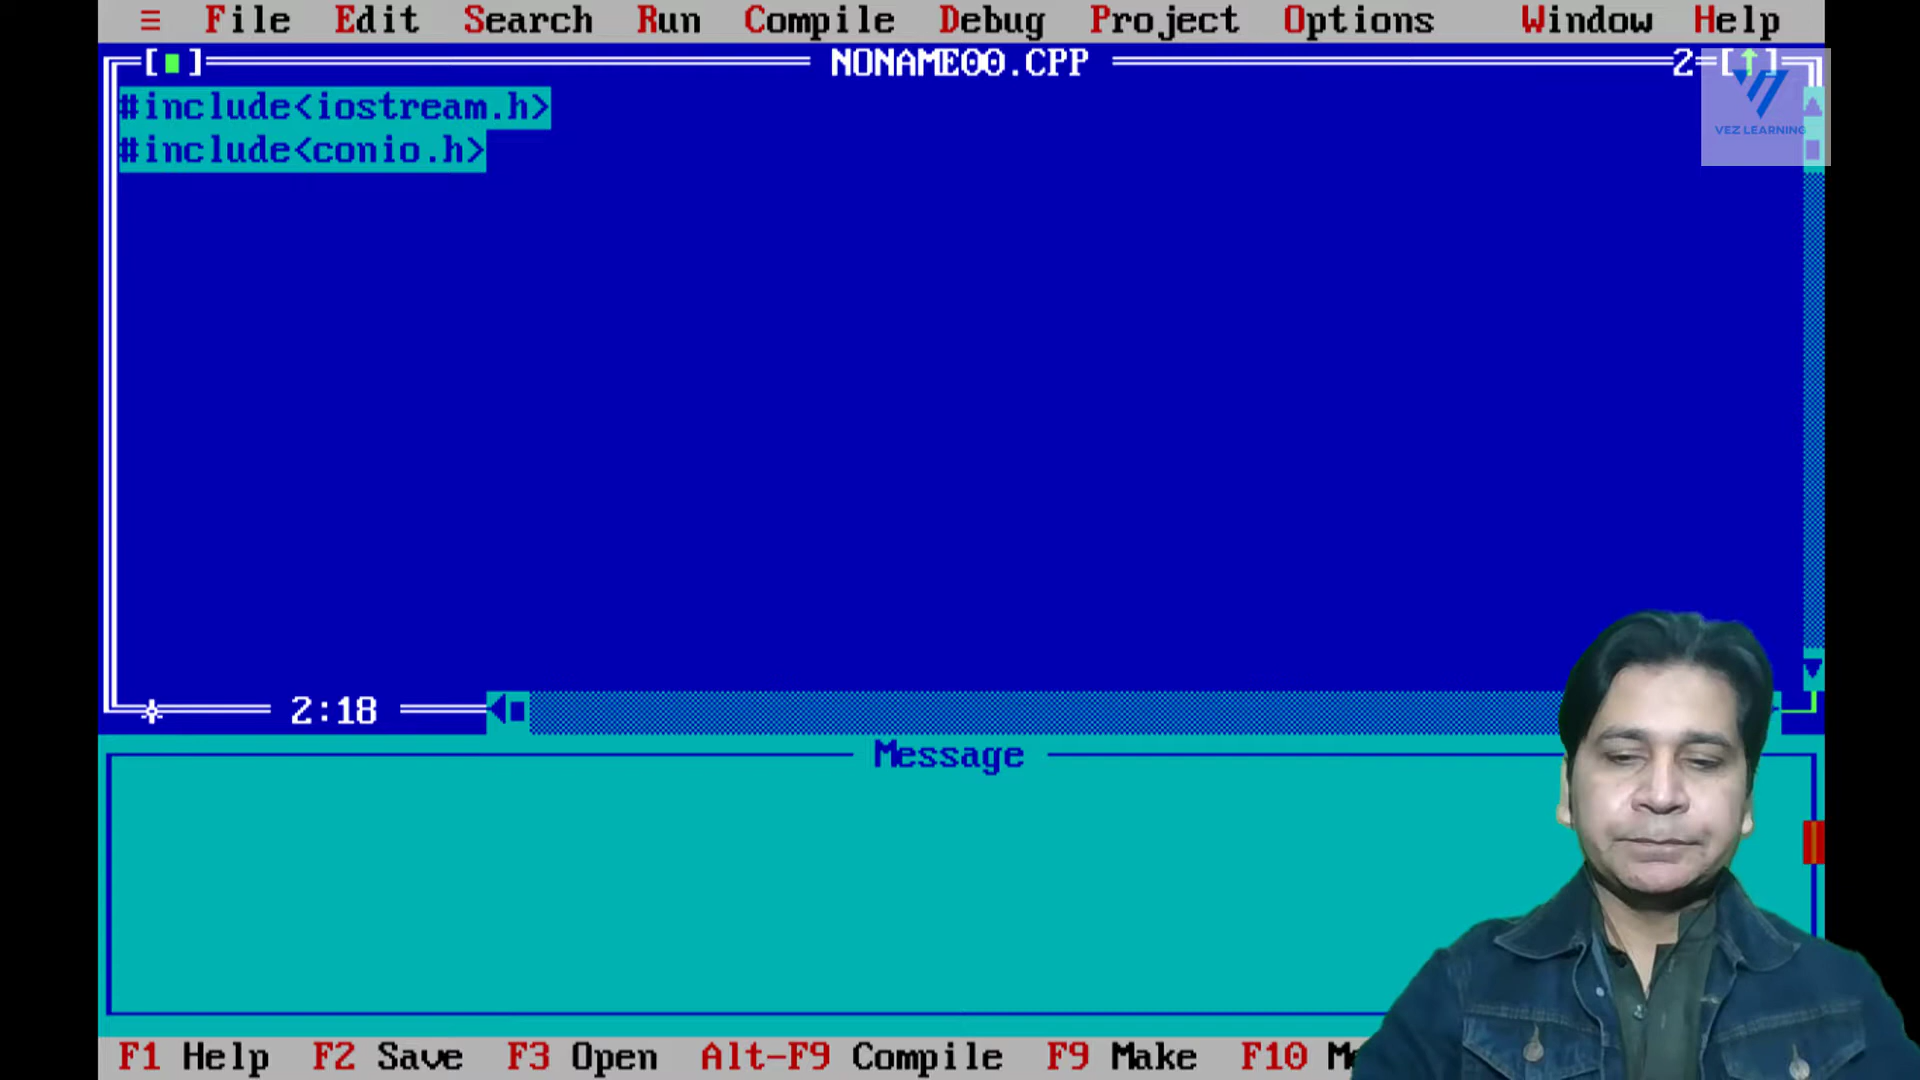 ≡ File Edit Search Run Compile Debug Project Options Window Help
[■] NONAME00.CPP 2=[↑]
VEZ LEARNING
#include<iostream.h>
#include<conio.h>
2:18
Message
F1 Help F2 Save F3 Open Alt-F9 Compile F9 Make F10